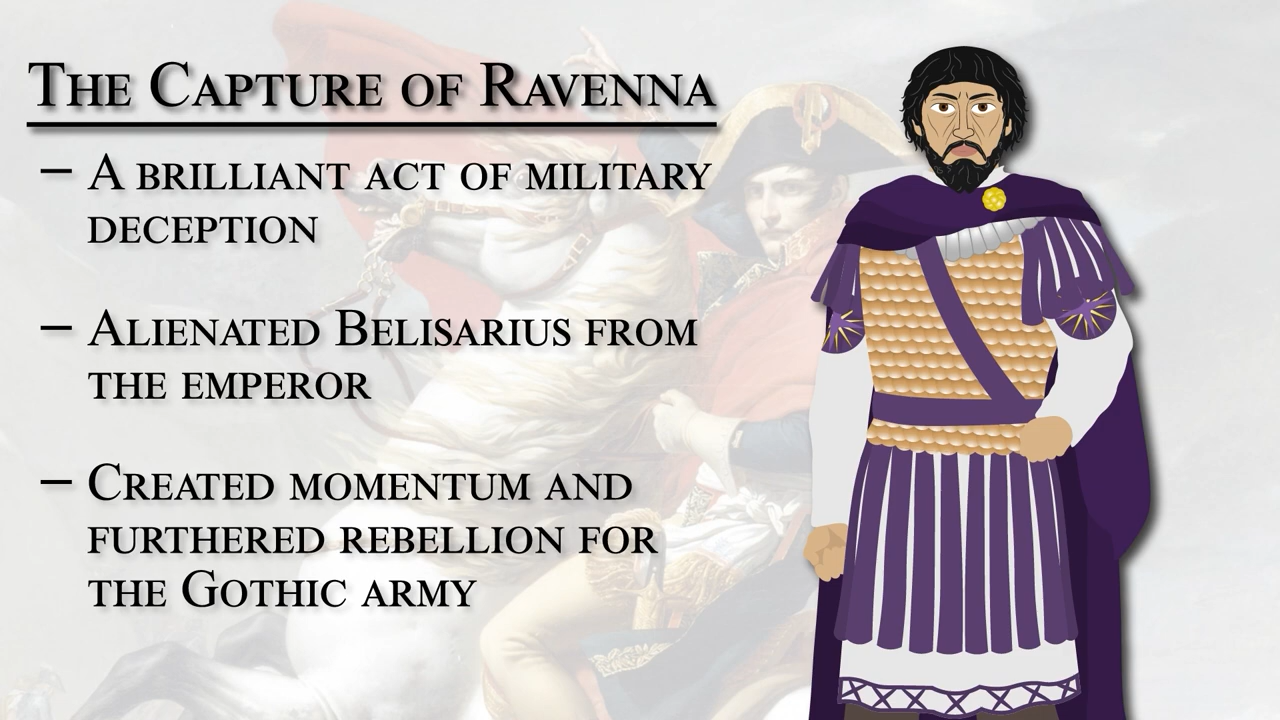 The Capture of Ravenna
– A brilliant act of military
deception
– Alienated Belisarius from
the emperor
– Created momentum and
furthered rebellion for
the Gothic army